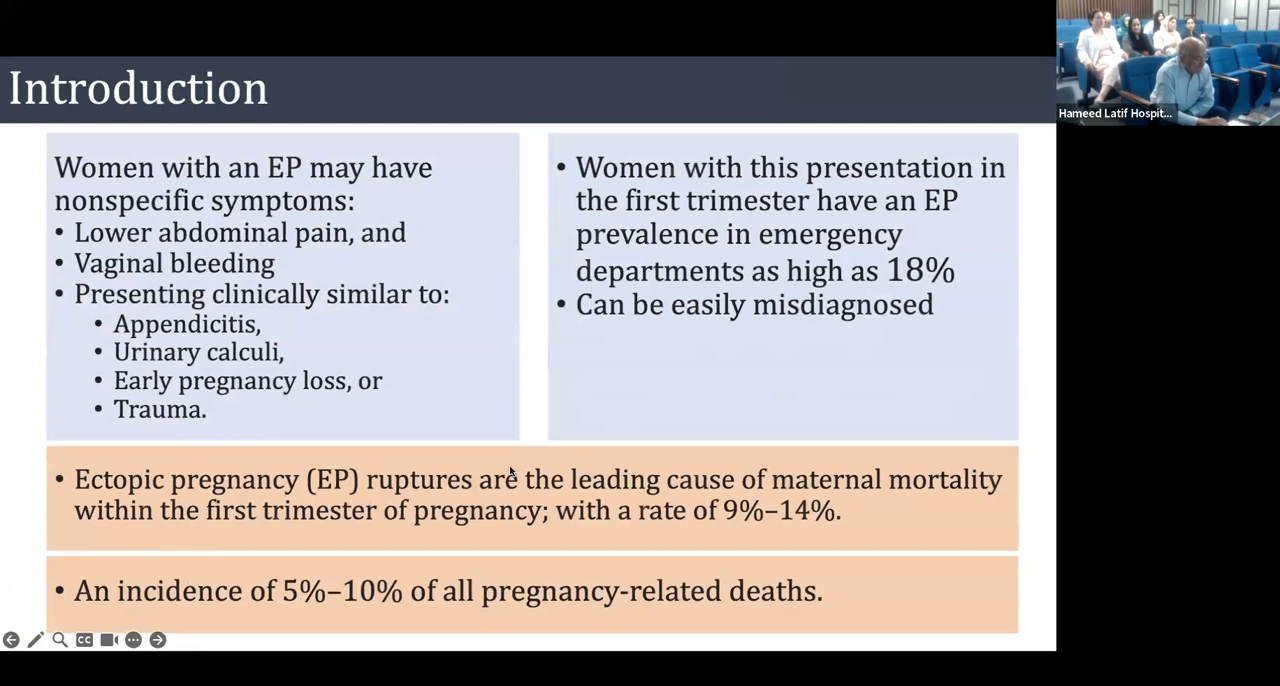 Introduction
Women with an EP may have
nonspecific symptoms:
• Lower abdominal pain, and
• Vaginal bleeding
• Presenting clinically similar to:
• Appendicitis,
• Urinary calculi,
• Early pregnancy loss, or
• Trauma.
• Women with this presentation in
the first trimester have an EP
prevalence in emergency
departments as high as 18%
• Can be easily misdiagnosed
• Ectopic pregnancy (EP) ruptures are the leading cause of maternal mortality
within the first trimester of pregnancy; with a rate of 9%–14%.
• An incidence of 5%–10% of all pregnancy-related deaths.
CC
Hameed Latif Hospit...